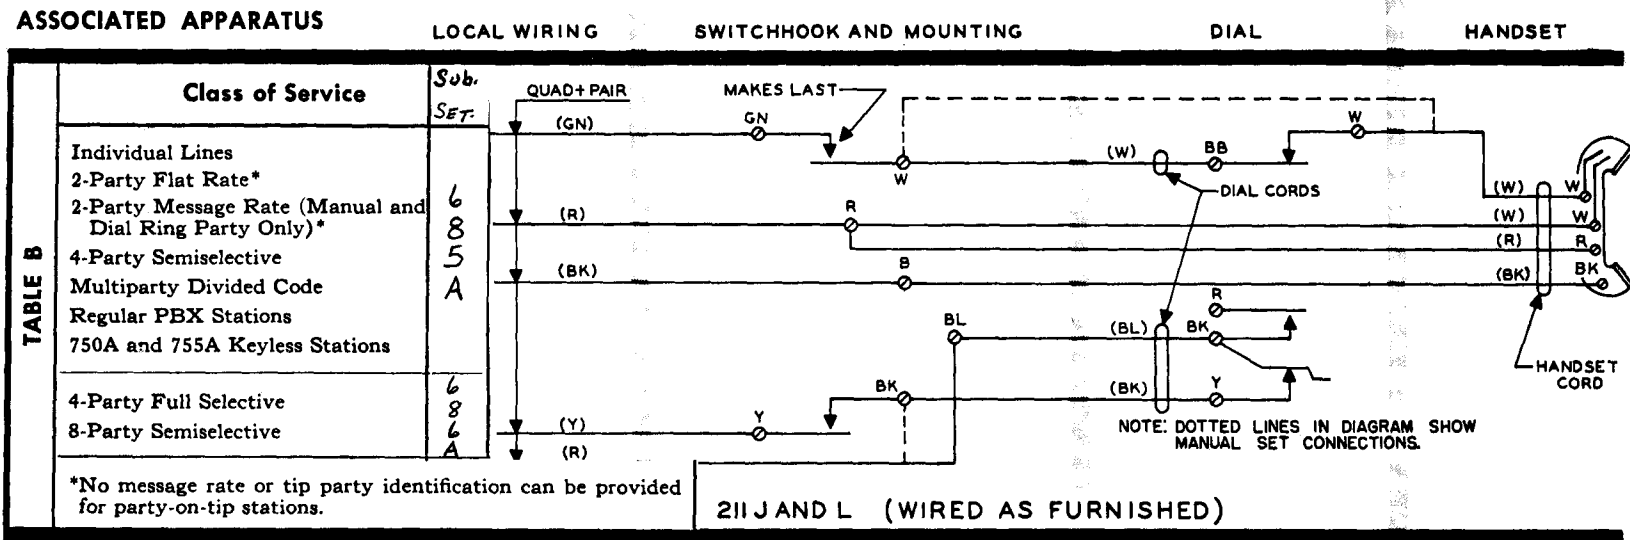 ASSOCIATED APPARATUS
LOCAL WIRING SWITCHHOOK AND MOUNTING DIAL HANDSET
TABLE B
Class of Service
Sub.
SET.
Individual Lines
2-Party Flat Rate*
2-Party Message Rate (Manual and
Dial Ring Party Only)*
4-Party Semiselective
Multiparty Divided Code
Regular PBX Stations
750A and 755A Keyless Stations
6
8
5
A
4-Party Full Selective
8-Party Semiselective
6
8
6
A
*No message rate or tip party identification can be provided
for party-on-tip stations.
QUAD+PAIR
MAKES LAST
(GN) GN W
W (W) BB
DIAL CORDS
(W) W
(R) R (W) W
(R) R
(BK) B (BK) BK
R
BL (BL) BK
HANDSET
CORD
BK (BK) Y
(Y) Y
(R)
NOTE: DOTTED LINES IN DIAGRAM SHOW
MANUAL SET CONNECTIONS.
211J AND L (WIRED AS FURNISHED)